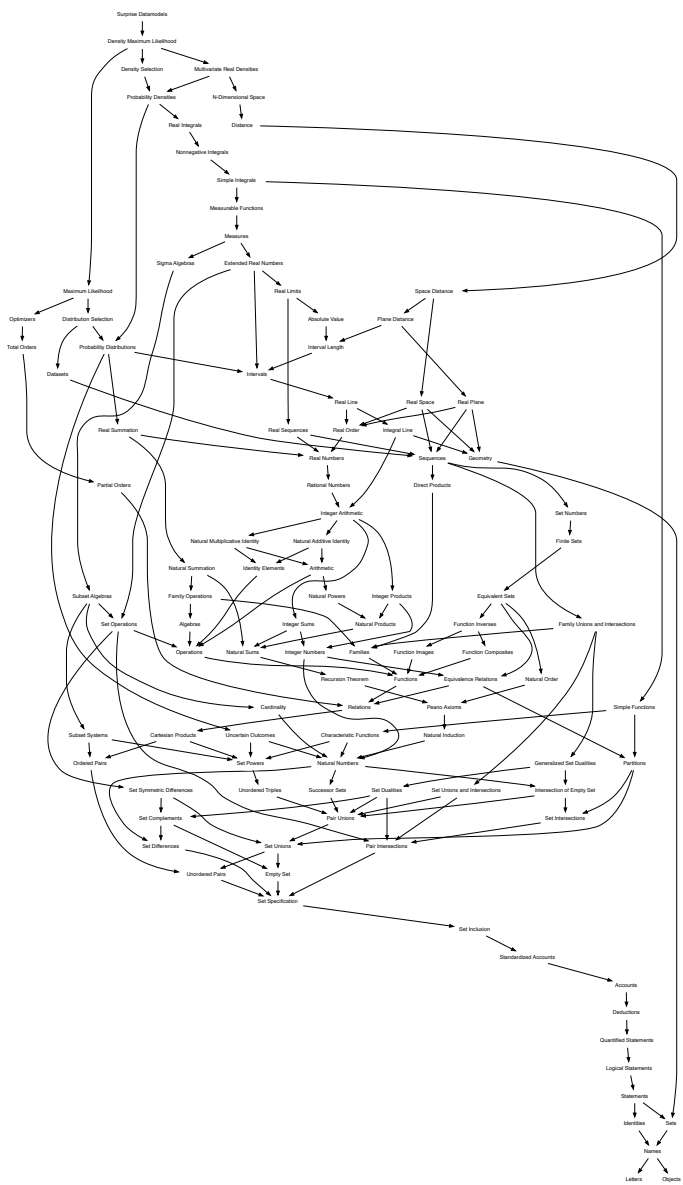 Surprise Datamodels
Density Maximum Likelihood
Density Selection
Multivariate Real Densities
Probability Densities
N-Dimensional Space
Real Integrals
Distance
Nonnegative Integrals
Simple Integrals
Measurable Functions
Measures
Sigma Algebras
Extended Real Numbers
Maximum Likelihood
Real Limits
Space Distance
Optimizers
Distribution Selection
Absolute Value
Plane Distance
Total Orders
Probability Distributions
Interval Length
Datasets
Intervals
Real Line
Real Space
Real Plane
Real Summation
Real Sequences
Real Order
Integral Line
Real Numbers
Sequences
Geometry
Partial Orders
Rational Numbers
Direct Products
Integer Arithmetic
Set Numbers
Natural Multiplicative Identity
Natural Additive Identity
Finite Sets
Natural Summation
Identity Elements
Arithmetic
Subset Algebras
Family Operations
Natural Powers
Integer Products
Equivalent Sets
Set Operations
Algebras
Integer Sums
Natural Products
Function Inverses
Family Unions and Intersections
Operations
Natural Sums
Integer Numbers
Families
Function Images
Function Composites
Recursion Theorem
Functions
Equivalence Relations
Natural Order
Cardinality
Relations
Peano Axioms
Simple Functions
Subset Systems
Cartesian Products
Uncertain Outcomes
Characteristic Functions
Natural Induction
Ordered Pairs
Set Powers
Natural Numbers
Generalized Set Dualities
Partitions
Set Symmetric Differences
Unordered Triples
Successor Sets
Set Dualities
Set Unions and Intersections
Intersection of Empty Set
Set Complements
Pair Unions
Set Intersections
Set Differences
Set Unions
Pair Intersections
Unordered Pairs
Empty Set
Set Specification
Set Inclusion
Standardized Accounts
Accounts
Deductions
Quantified Statements
Logical Statements
Statements
Identities
Sets
Names
Letters
Objects